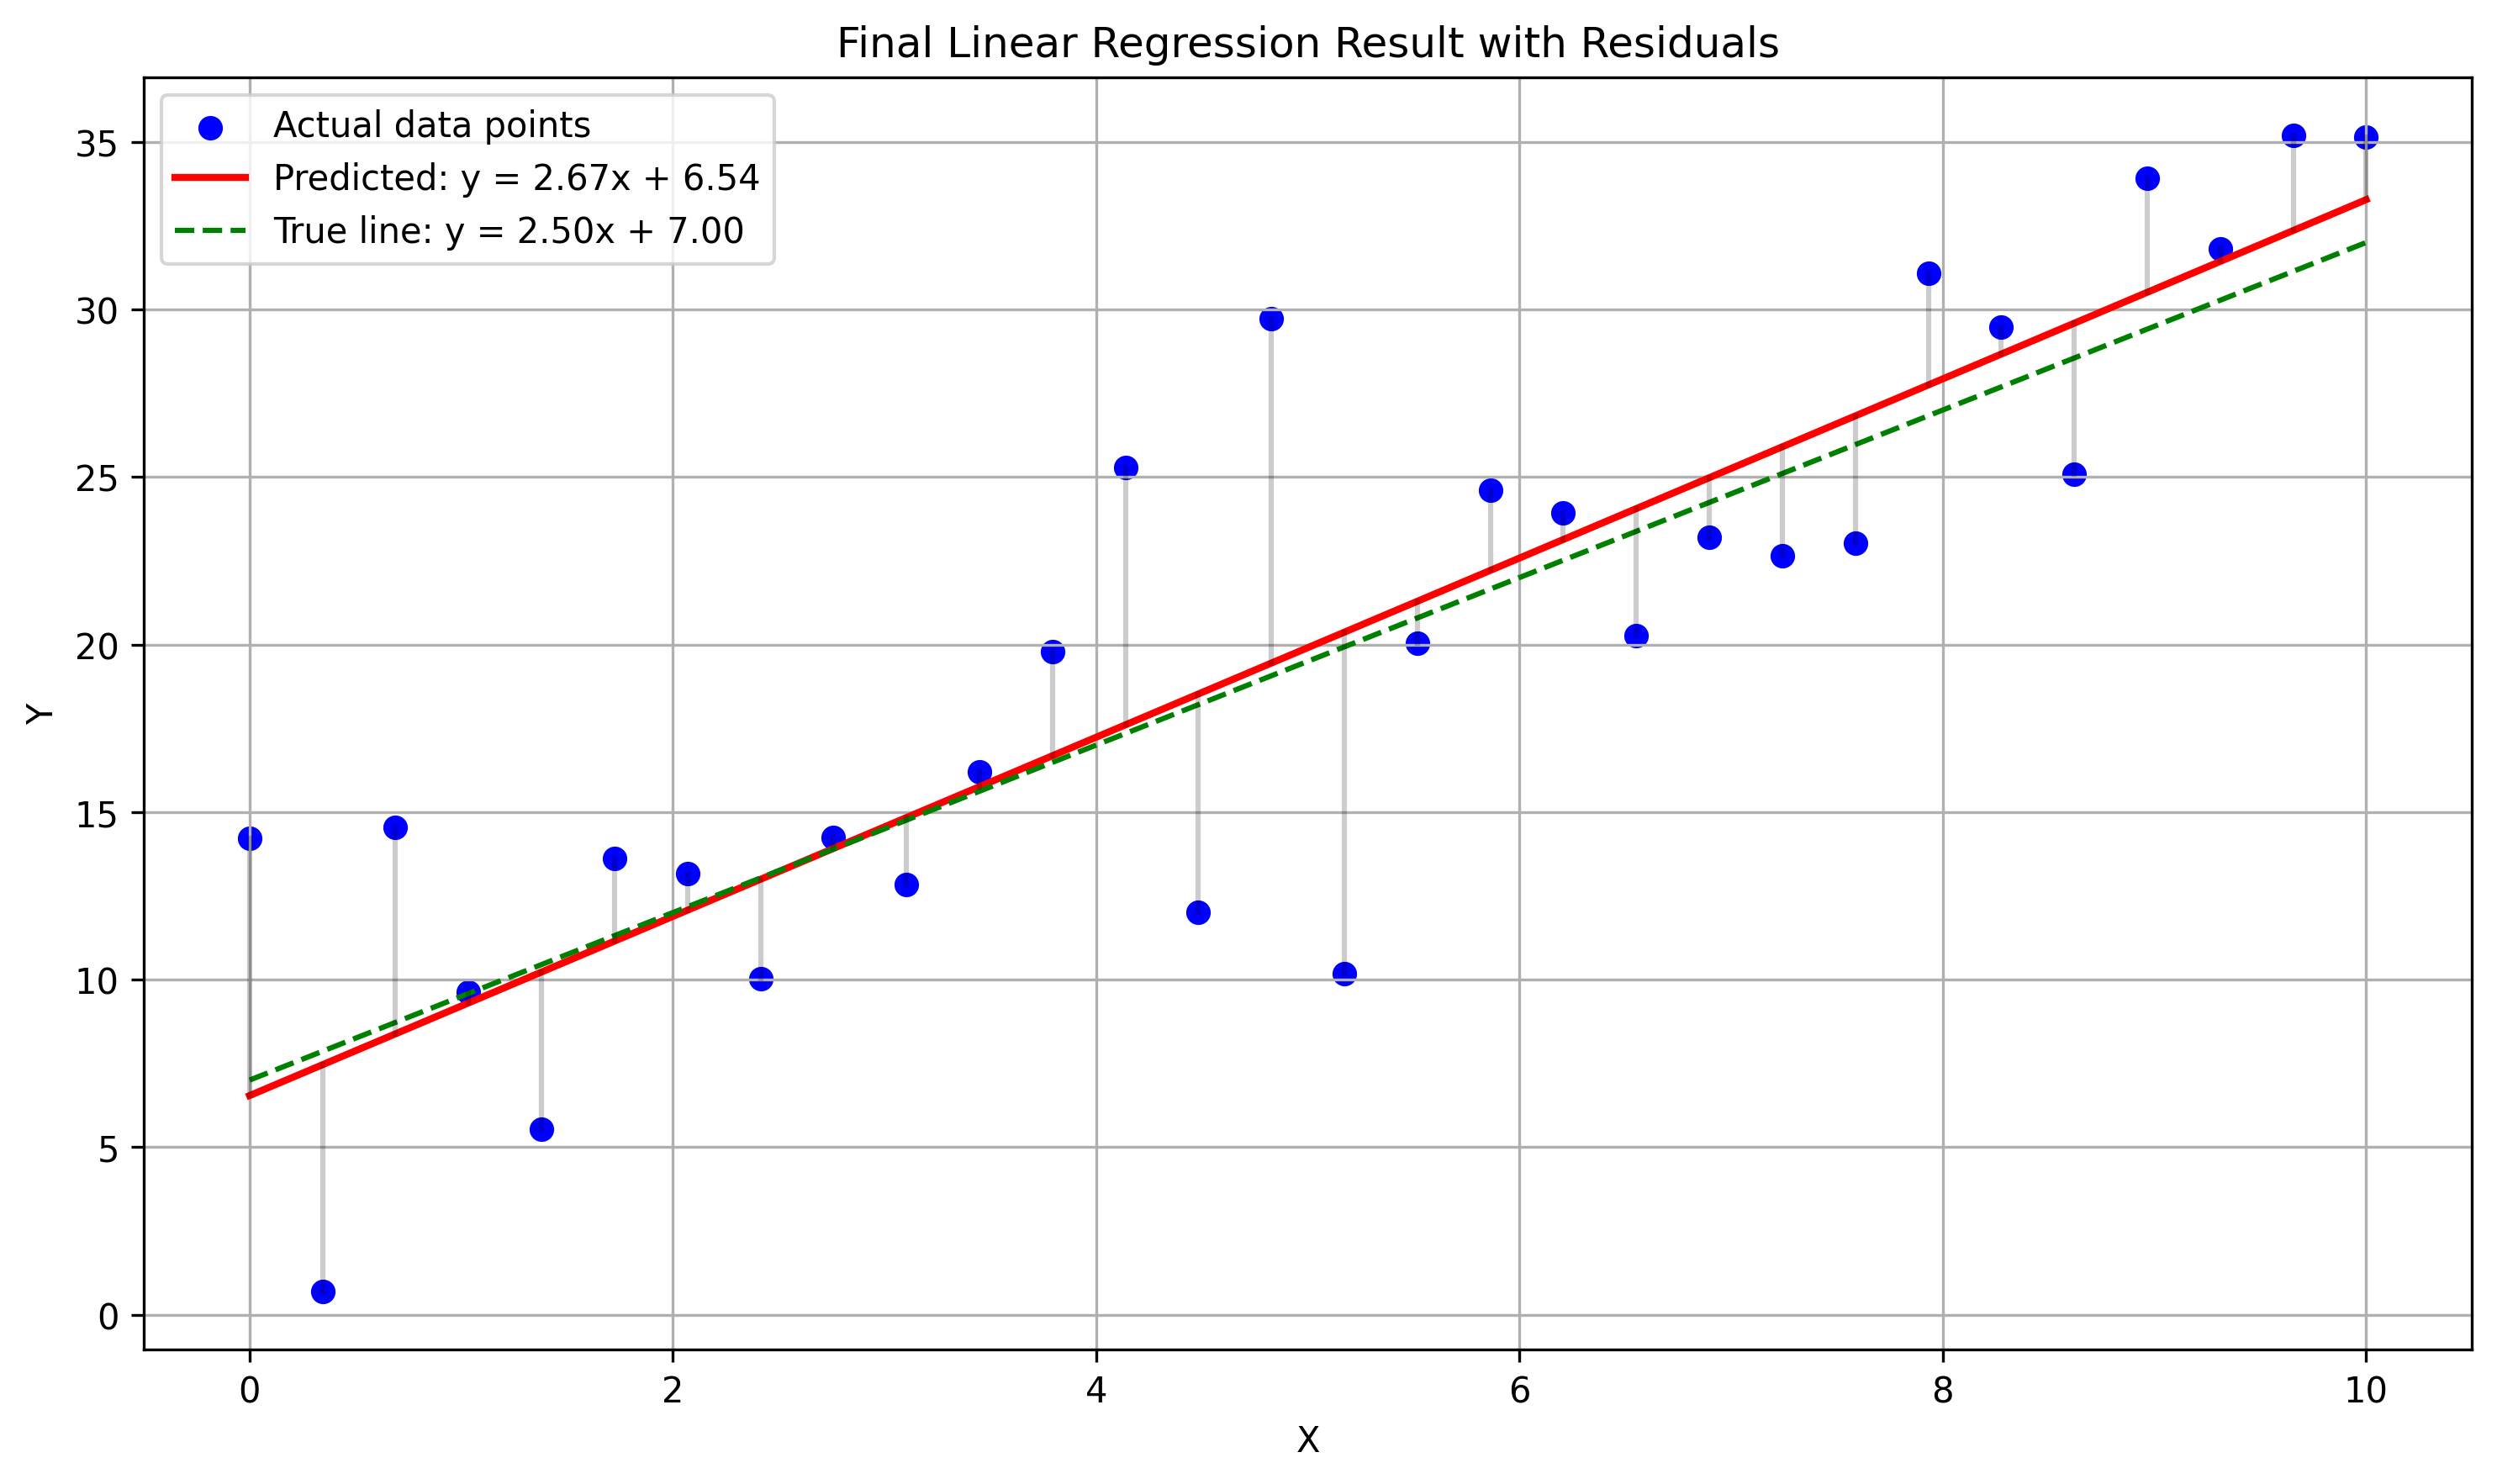 Final Linear Regression Result with Residuals
Actual data points
Predicted: y = 2.67x + 6.54
True line: y = 2.50x + 7.00
35
30
25
20
15
10
5
0
Y
0 2 4 6 8 10
X